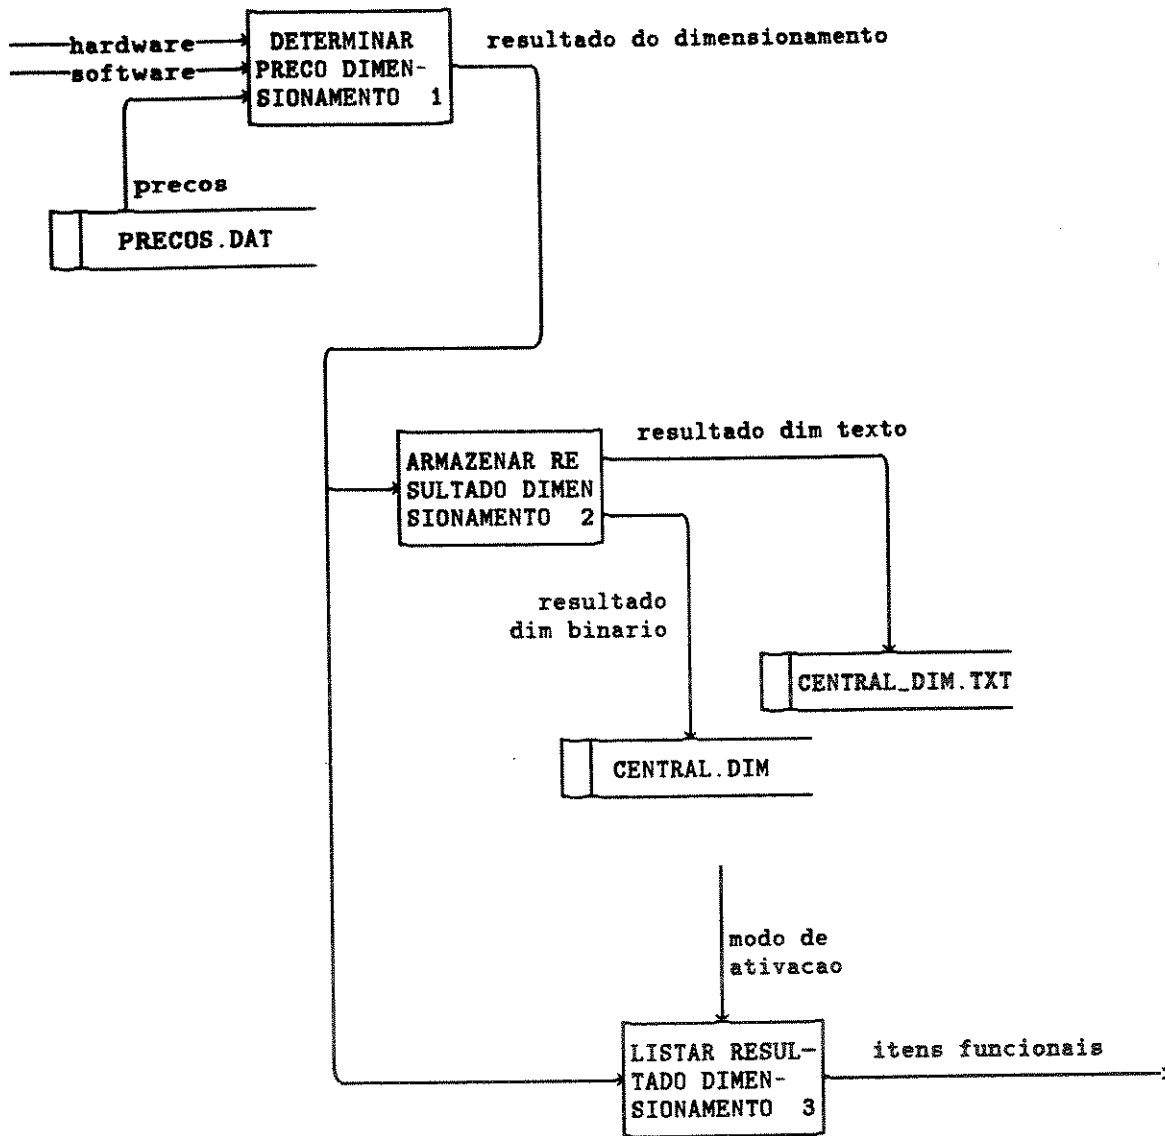 hardware
software
DETERMINAR
PRECO DIMEN-
SIONAMENTO 1
resultado do dimensionamento
precos
PRECOS.DAT
ARMAZENAR RE
SULTADO DIMEN
SIONAMENTO 2
resultado dim texto
resultado
dim binario
CENTRAL_DIM.TXT
CENTRAL.DIM
modo de
ativacao
LISTAR RESUL-
TADO DIMEN-
SIONAMENTO 3
itens funcionais